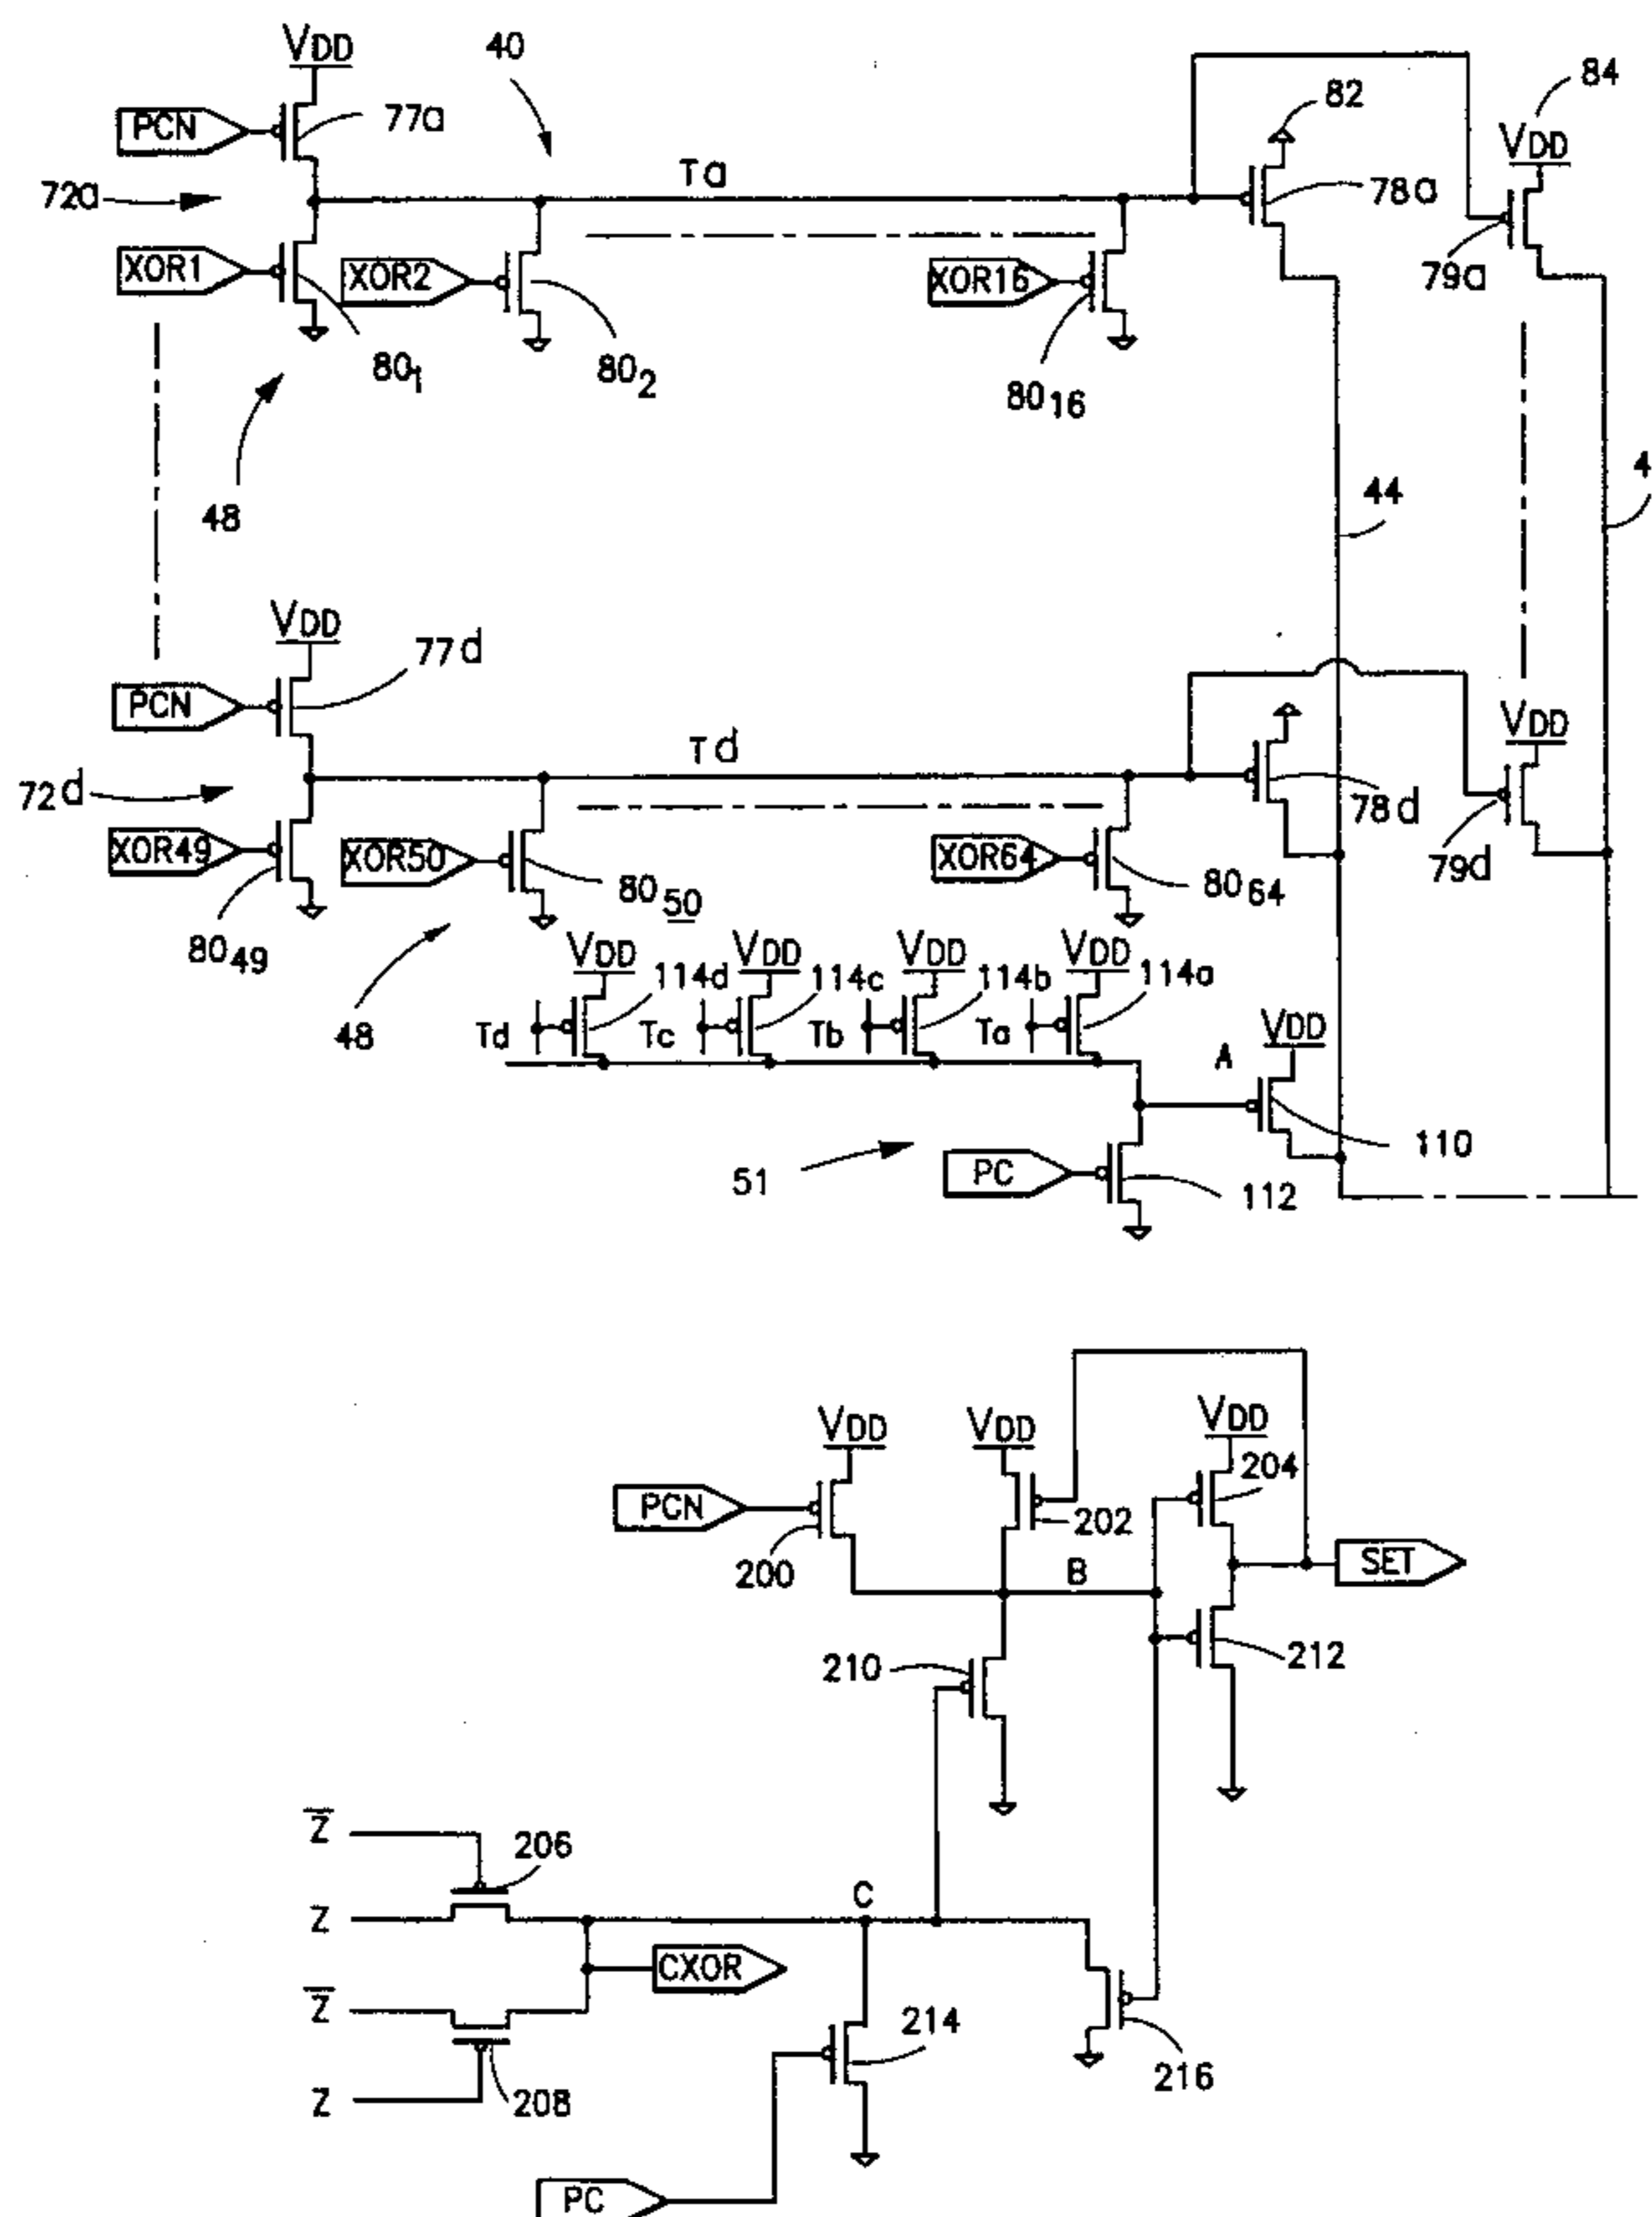 VDD
40
82
84
PCN
77a
VDD
72a
Ta
78a
79a
XOR1
XOR2
XOR16
80₁
80₂
80₁₆
48
44
4
VDD
77d
PCN
VDD
Td
72d
78d
79d
XOR49
XOR50
XOR64
80₅₀
80₆₄
80₄₉
VDD
VDD
VDD
VDD
114d
114c
114b
114a
48
Td
Tc
Tb
Ta
VDD
A
110
51
PC
112
VDD
VDD
VDD
204
PCN
202
200
B
SET
210
212
Z̅
206
Z
C
CXOR
Z̅
214
216
Z
208
PC